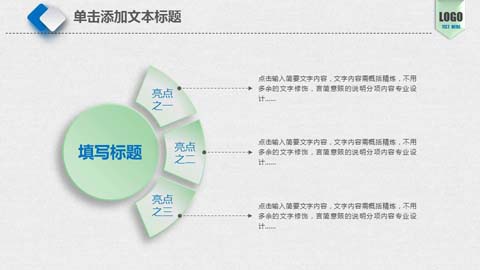 单击添加文本标题
LOGO
TEXT HERE
亮点
之一
点击输入简要文字内容，文字内容需概括精炼，不用
多余的文字修饰，言简意赅的说明分项内容专业设
计……
填写标题
亮点
之二
点击输入简要文字内容，文字内容需概括精炼，不用
多余的文字修饰，言简意赅的说明分项内容专业设
计……
亮点
之三
点击输入简要文字内容，文字内容需概括精炼，不用
多余的文字修饰，言简意赅的说明分项内容专业设
计……